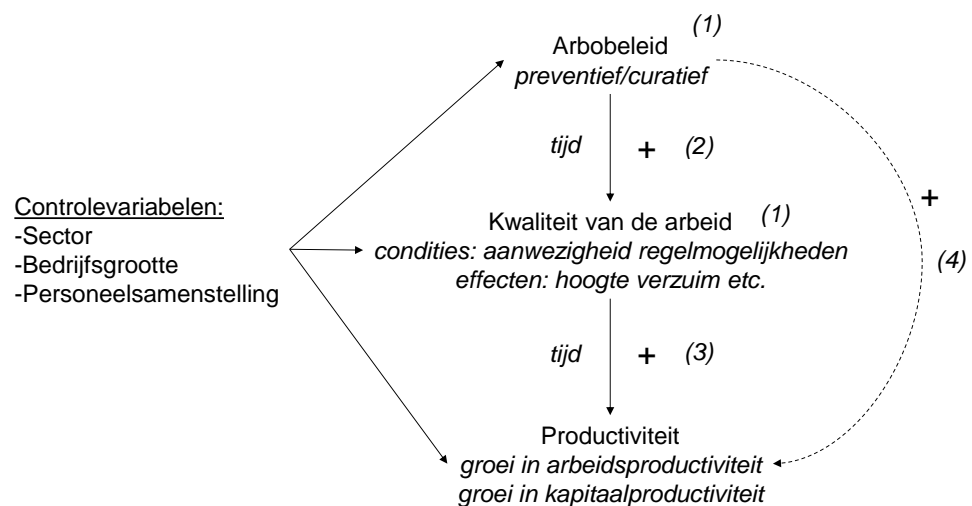 (1)
Arbobeleid
preventief/curatief
tijd + (2)
Controlevariabelen:
-Sector
-Bedrijfsgrootte
-Personeelsamenstelling
Kwaliteit van de arbeid (1)
condities: aanwezigheid regelmogelijkheden
effecten: hoogte verzuim etc.
+
(4)
tijd + (3)
Productiviteit
groei in arbeidsproductiviteit
groei in kapitaalproductiviteit